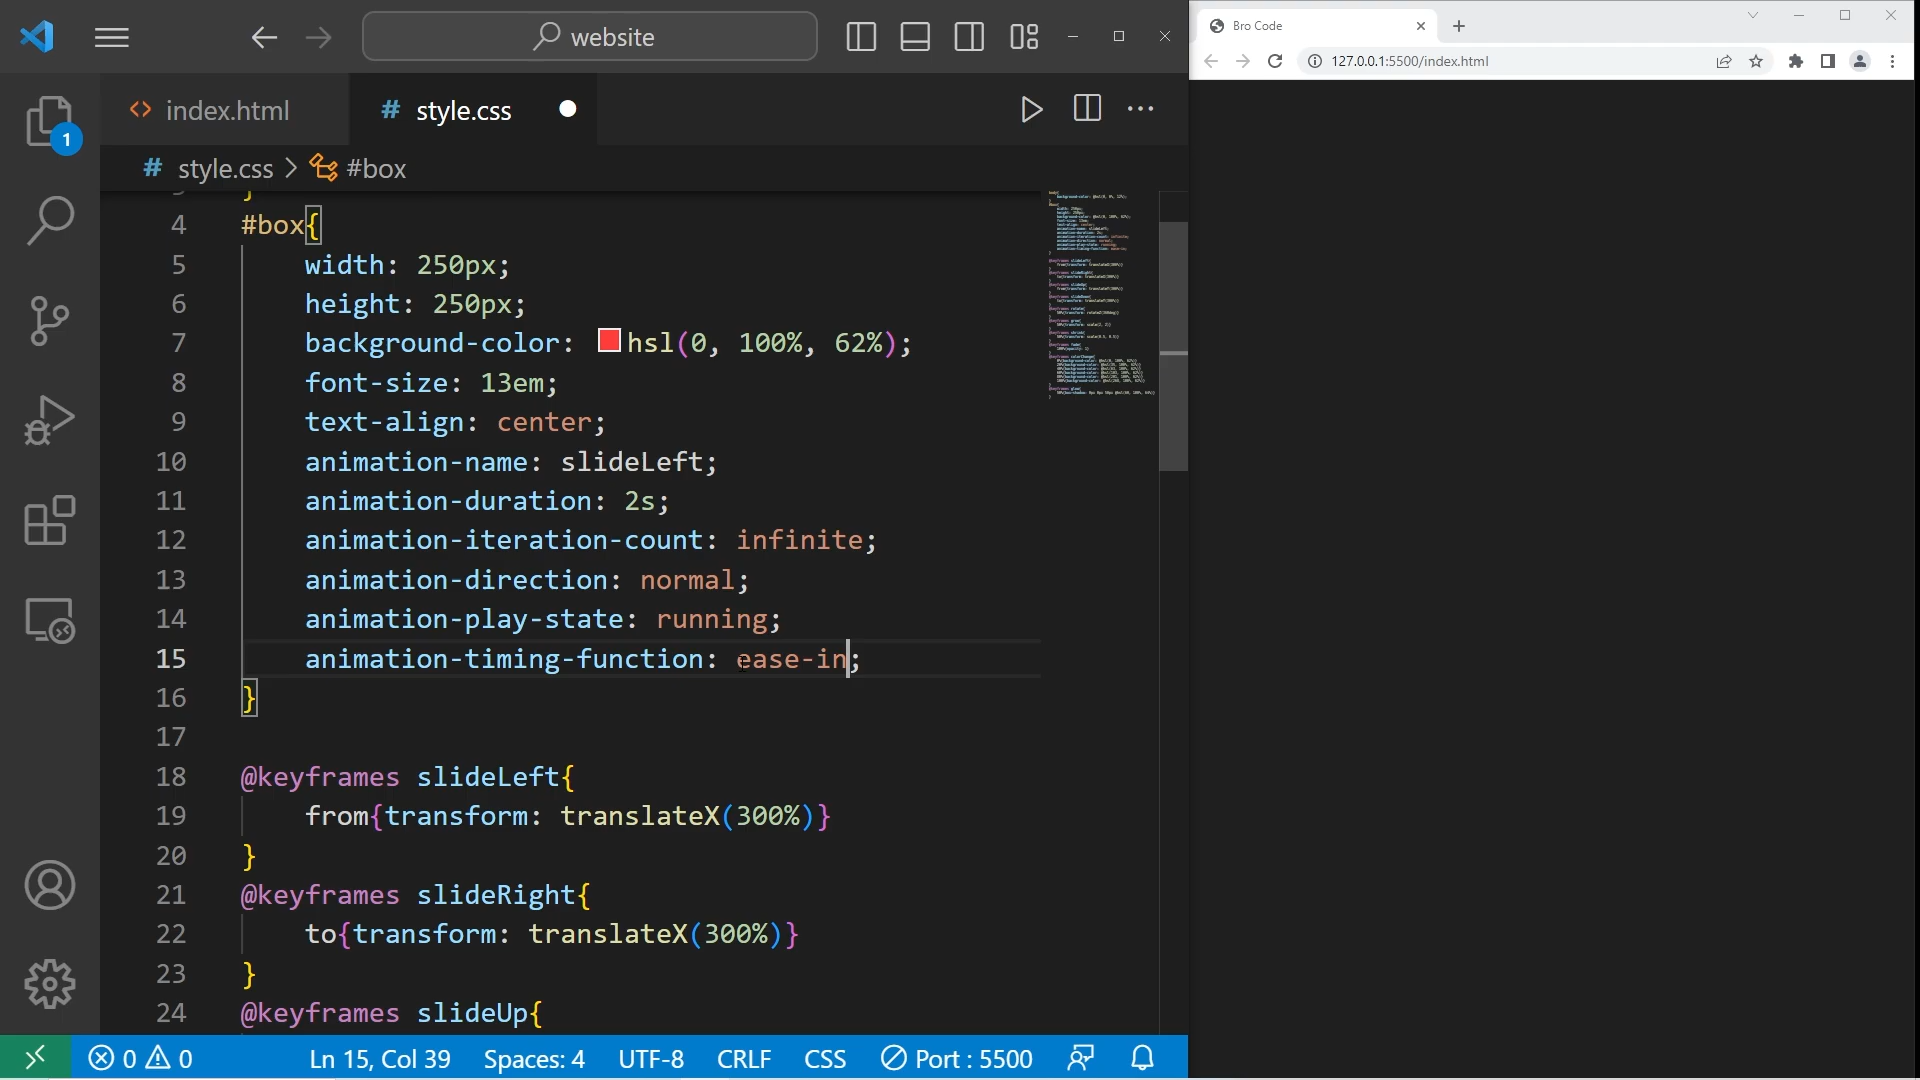 website
Bro Code
127.0.0.1:5500/index.html
1
index.html
# style.css
# style.css > #box
4 #box{
5 width: 250px;
6 height: 250px;
7 background-color: hsl(0, 100%, 62%);
8 font-size: 13em;
9 text-align: center;
10 animation-name: slideLeft;
11 animation-duration: 2s;
12 animation-iteration-count: infinite;
13 animation-direction: normal;
14 animation-play-state: running;
15 animation-timing-function: ease-in;
16 }
17
18 @keyframes slideLeft{
19 from{transform: translateX(300%)}
20 }
21 @keyframes slideRight{
22 to{transform: translateX(300%)}
23 }
24 @keyframes slideUp{
0 0 Ln 15, Col 39 Spaces: 4 UTF-8 CRLF CSS Port : 5500